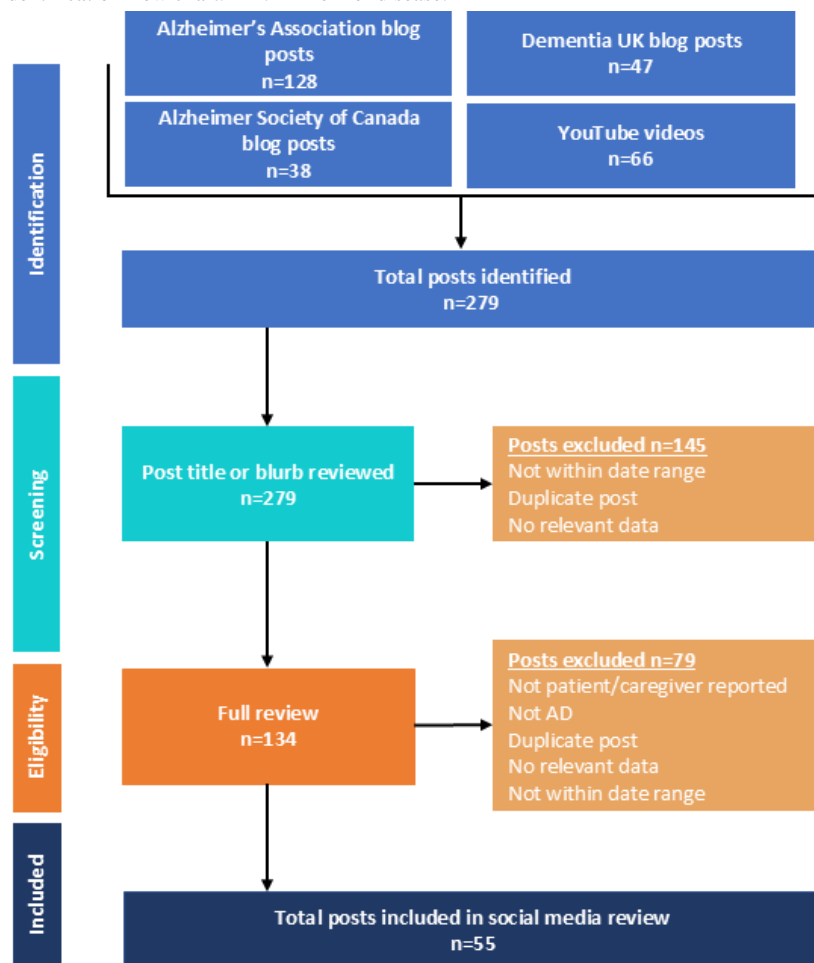 Alzheimer's Association blog
posts
n=128
Dementia UK blog posts
n=47
Alzheimer Society of Canada
blog posts
n=38
YouTube videos
n=66
Identification
Total posts identified
n=279
Screening
Post title or blurb reviewed
n=279
Posts excluded n=145
Not within date range
Duplicate post
No relevant data
Eligibility
Full review
n=134
Posts excluded n=79
Not patient/caregiver reported
Not AD
Duplicate post
No relevant data
Not within date range
Included
Total posts included in social media review
n=55